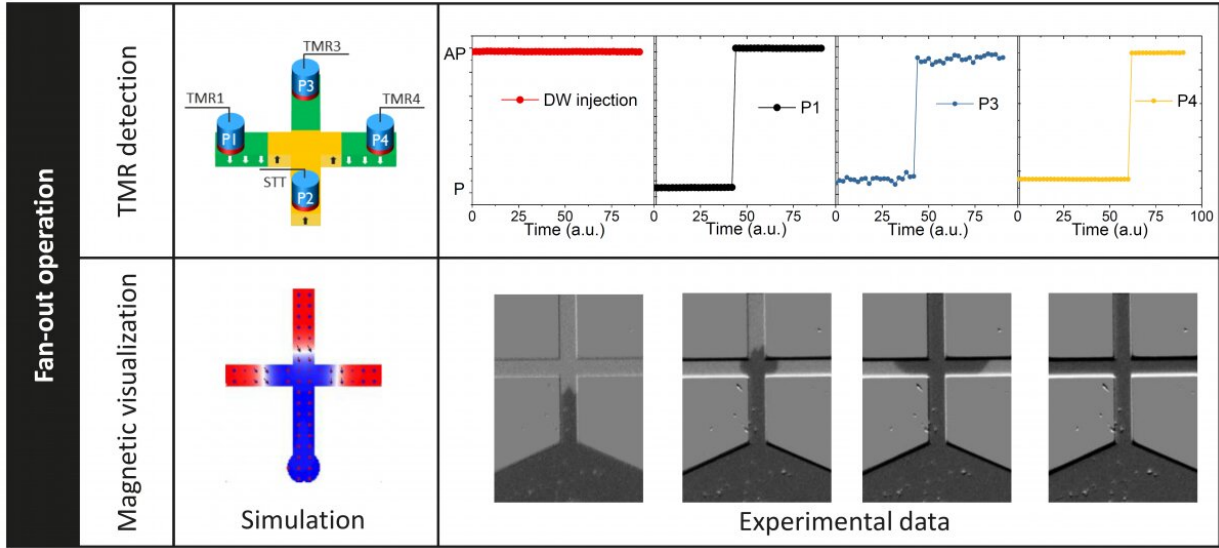 Fan-out operation
TMR detection
TMR3
P3
TMR1
TMR4
P1
P4
STT
P2
AP
P
DW injection
P1
P3
P4
0 25 50 75
0 25 50 75
0 25 50 75
0 25 50 75 100
Time (a.u.)
Time (a.u.)
Time (a.u.)
Time (a.u)
Magnetic visualization
Simulation
Experimental data